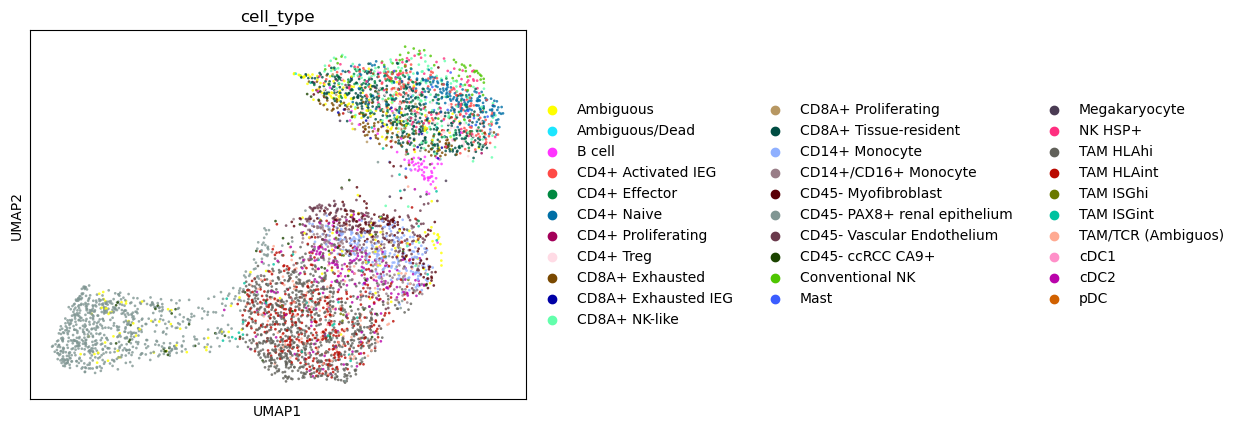 cell_type
UMAP2
UMAP1
Ambiguous
Ambiguous/Dead
B cell
CD4+ Activated IEG
CD4+ Effector
CD4+ Naive
CD4+ Proliferating
CD4+ Treg
CD8A+ Exhausted
CD8A+ Exhausted IEG
CD8A+ NK-like
CD8A+ Proliferating
CD8A+ Tissue-resident
CD14+ Monocyte
CD14+/CD16+ Monocyte
CD45- Myofibroblast
CD45- PAX8+ renal epithelium
CD45- Vascular Endothelium
CD45- ccRCC CA9+
Conventional NK
Mast
Megakaryocyte
NK HSP+
TAM HLAhi
TAM HLAint
TAM ISGhi
TAM ISGint
TAM/TCR (Ambiguos)
cDC1
cDC2
pDC